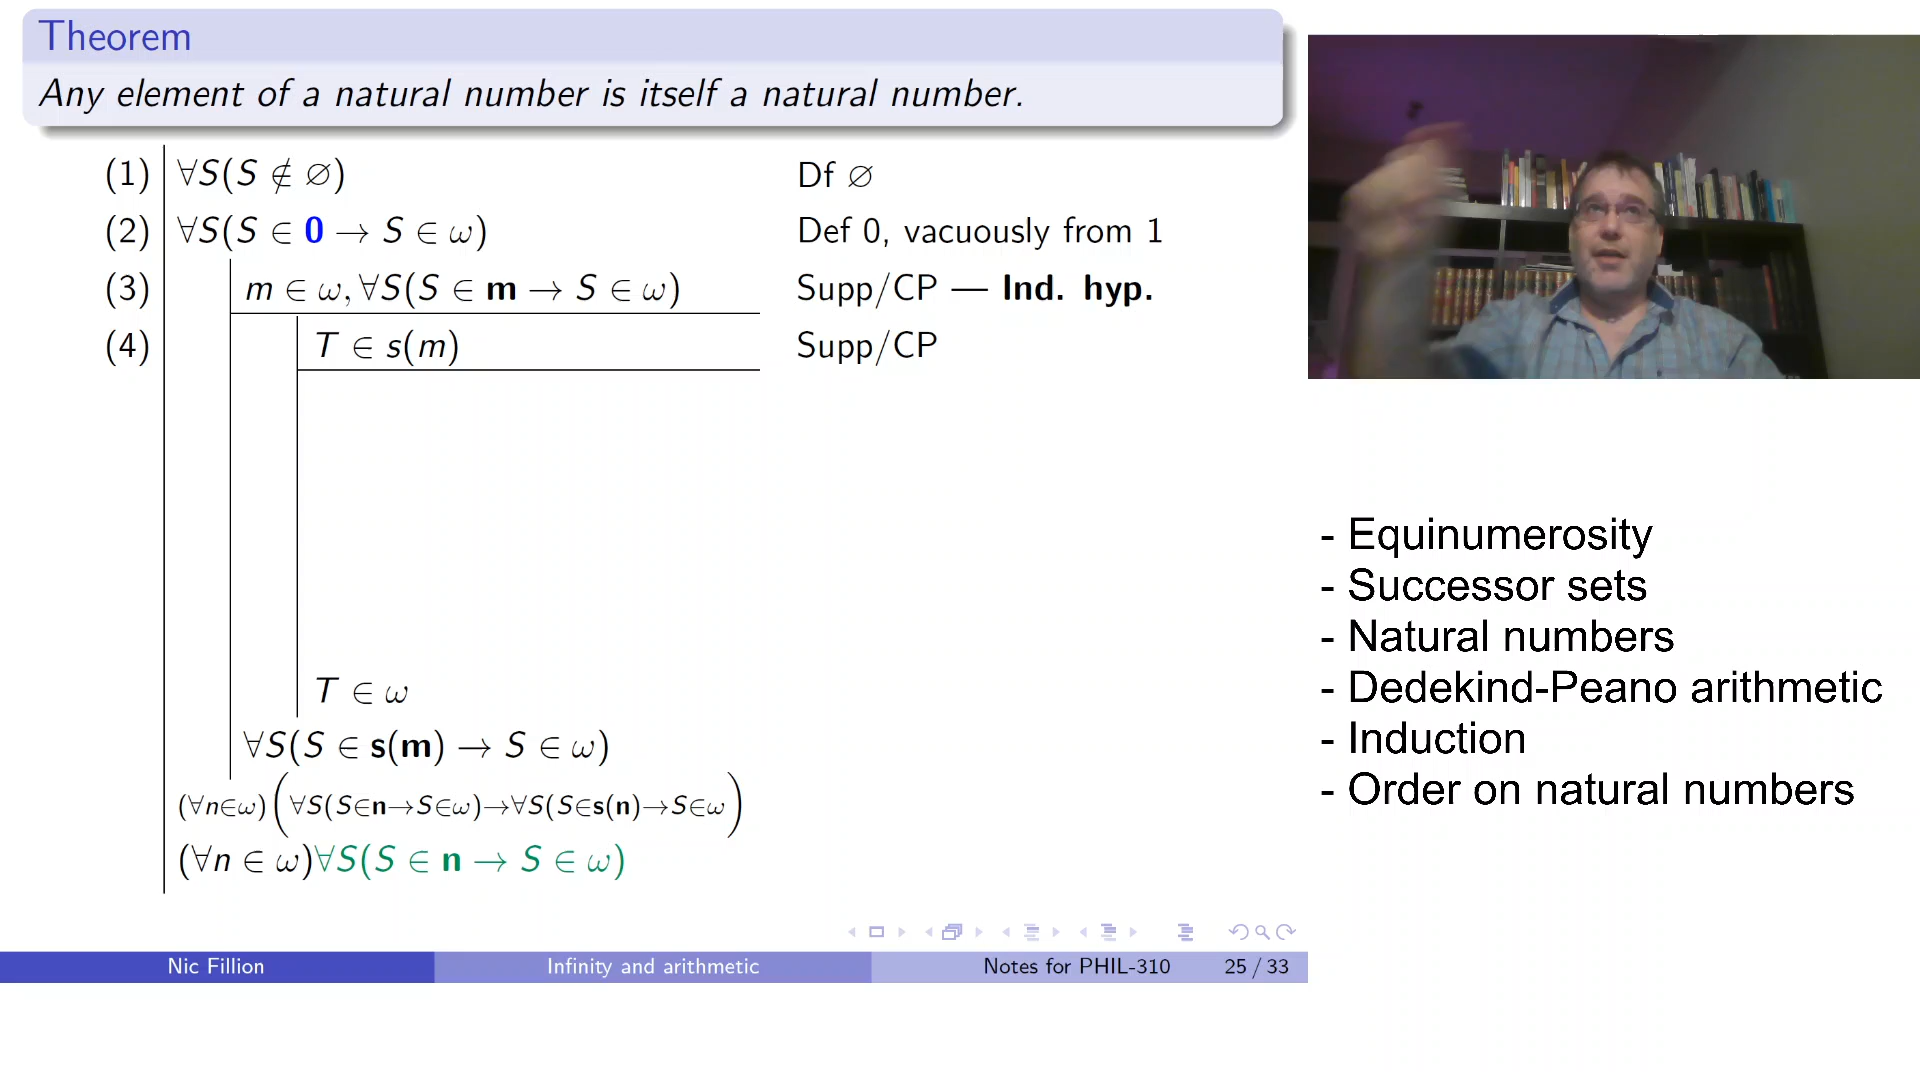 Theorem
Any element of a natural number is itself a natural number.
(1) ∀S(S ∉ ∅) Df ∅
(2) ∀S(S ∈ 0 → S ∈ ω) Def 0, vacuously from 1
(3) m ∈ ω, ∀S(S ∈ m → S ∈ ω) Supp/CP — Ind. hyp.
(4) T ∈ s(m) Supp/CP
T ∈ ω
∀S(S ∈ s(m) → S ∈ ω)
(∀n∈ω)(∀S(S∈n→S∈ω)→∀S(S∈s(n)→S∈ω)
(∀n ∈ ω)∀S(S ∈ n → S ∈ ω)
- Equinumerosity
- Successor sets
- Natural numbers
- Dedekind-Peano arithmetic
- Induction
- Order on natural numbers
Nic Fillion Infinity and arithmetic Notes for PHIL-310 25 / 33